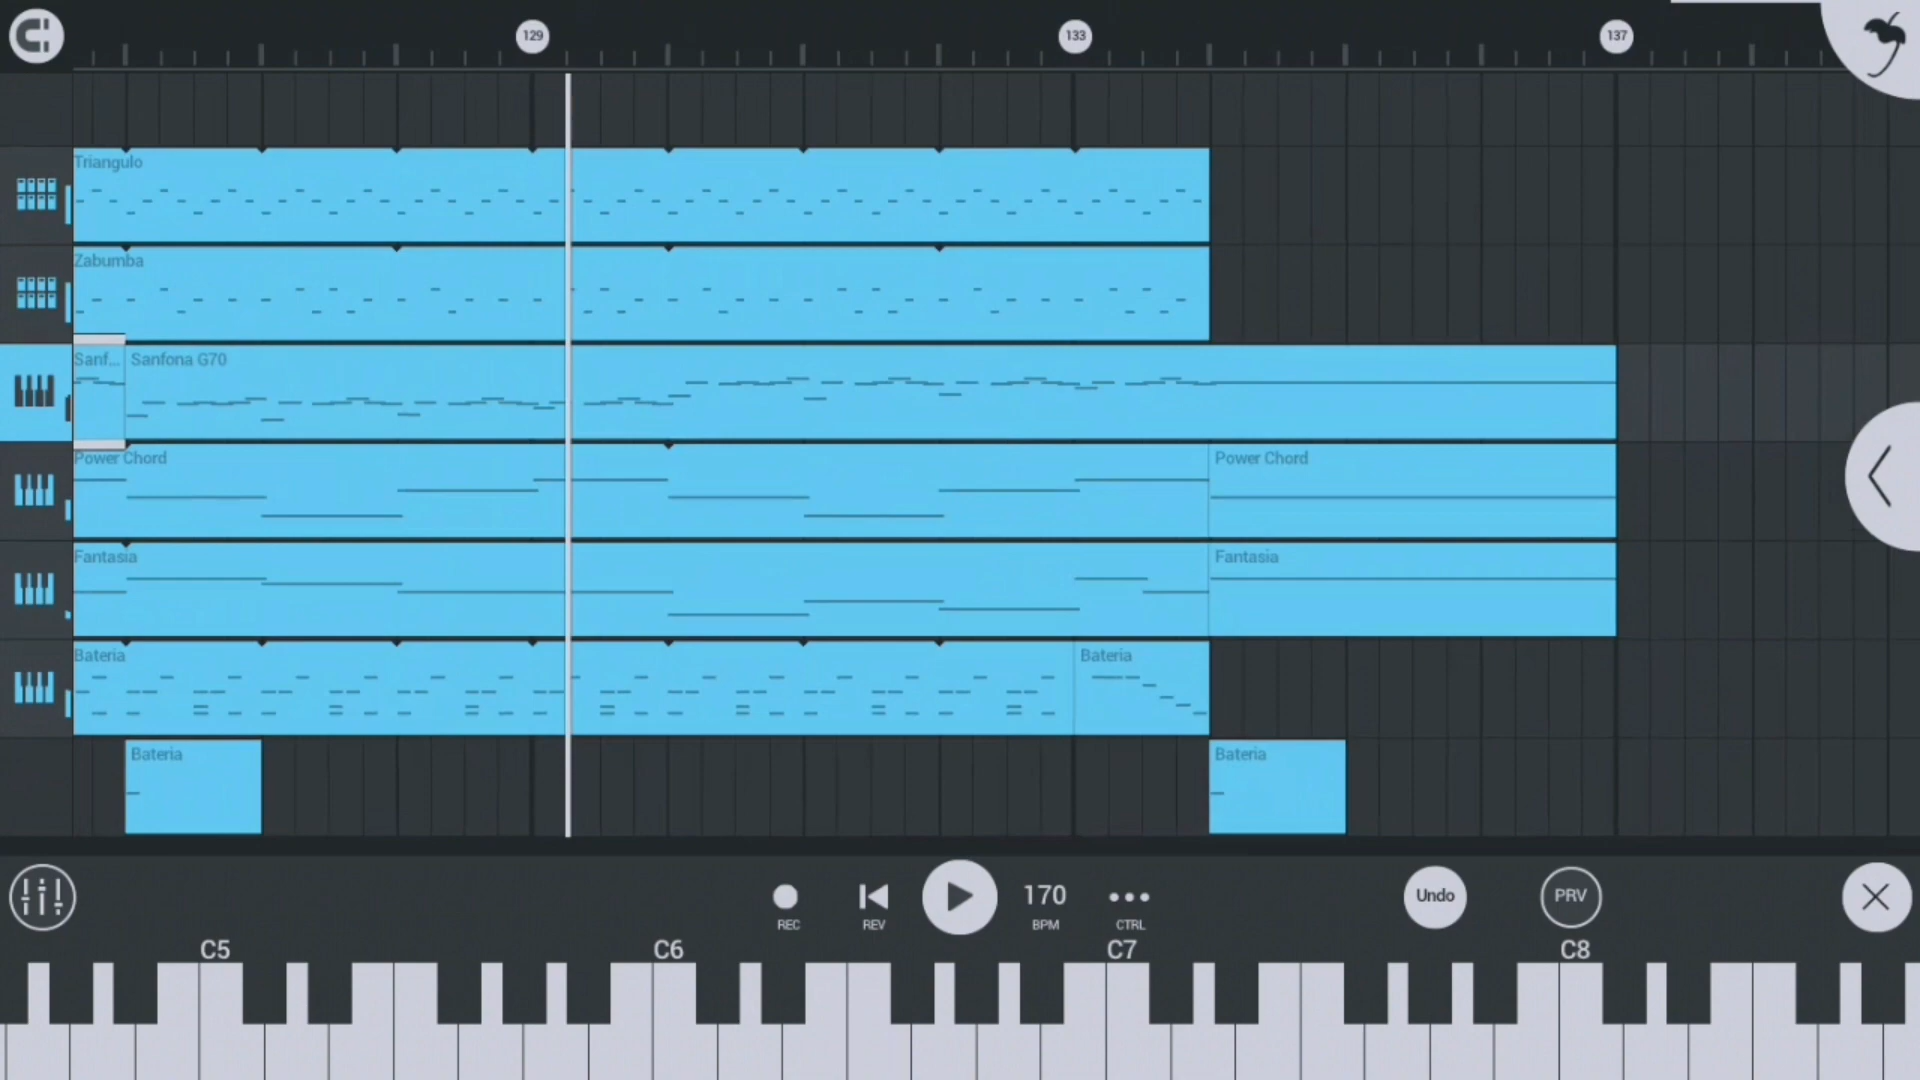 129 133 137
Triangulo
Zabumba
Sanf... Sanfona G70
Power Chord Power Chord
Fantasia Fantasia
Bateria Bateria
Bateria Bateria
170 Undo PRV
REC REV BPM CTRL
C5 C6 C7 C8